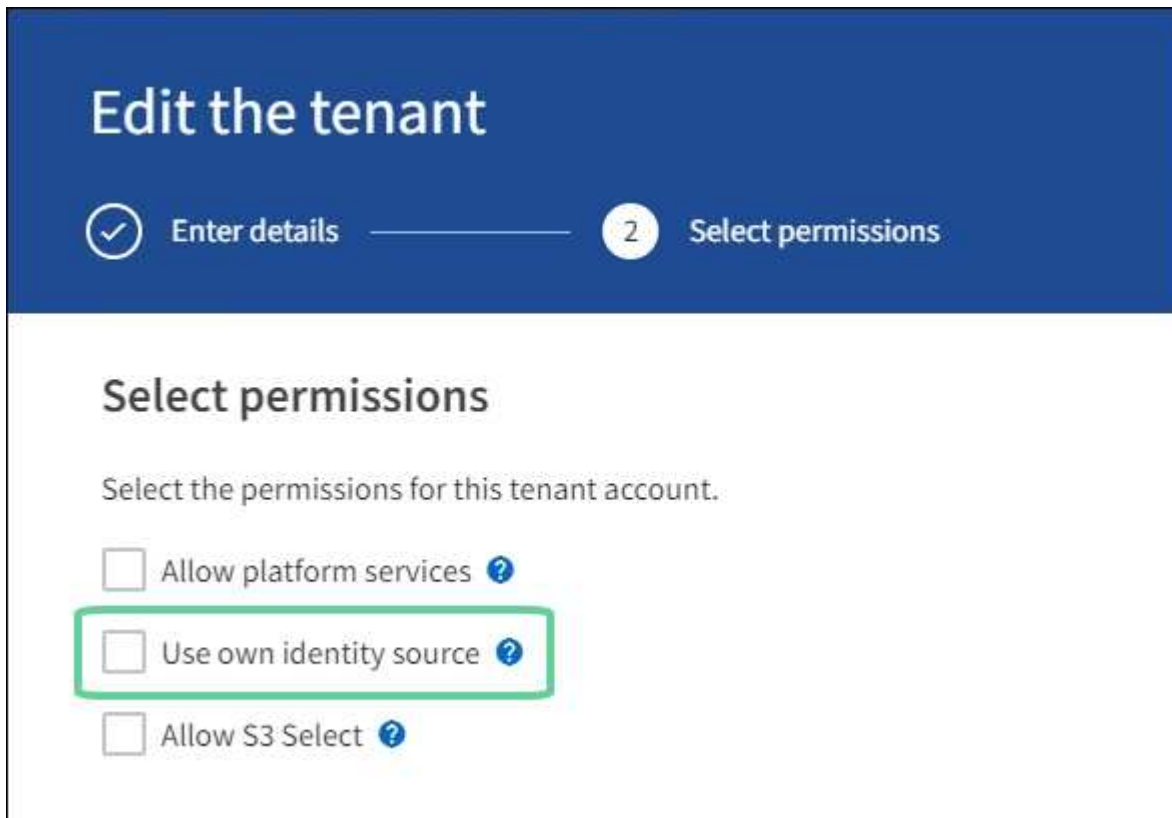 Edit the tenant
Enter details 2 Select permissions
Select permissions
Select the permissions for this tenant account.
Allow platform services ?
Use own identity source ?
Allow S3 Select ?